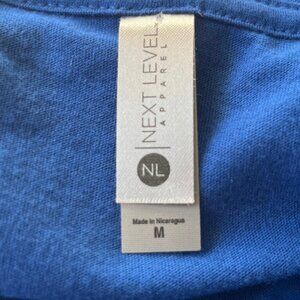 NEXT LEVEL
APPAREL
NL
Made in Nicaragua
M